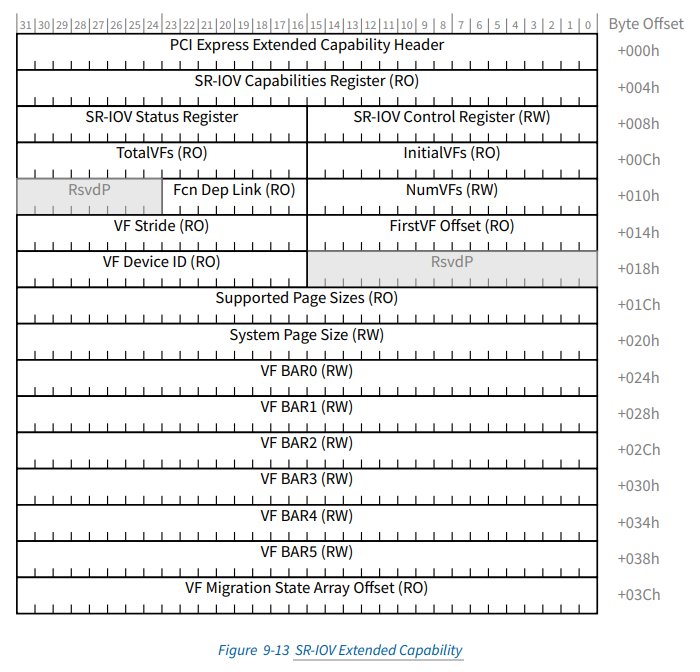 31 30 29 28 27 26 25 24 23 22 21 20 19 18 17 16 15 14 13 12 11 10 9 8 7 6 5 4 3 2 1 0 Byte Offset
PCI Express Extended Capability Header +000h
SR-IOV Capabilities Register (RO) +004h
SR-IOV Status Register SR-IOV Control Register (RW) +008h
TotalVFs (RO) InitialVFs (RO) +00Ch
RsvdP Fcn Dep Link (RO) NumVFs (RW) +010h
VF Stride (RO) FirstVF Offset (RO) +014h
VF Device ID (RO) RsvdP +018h
Supported Page Sizes (RO) +01Ch
System Page Size (RW) +020h
VF BAR0 (RW) +024h
VF BAR1 (RW) +028h
VF BAR2 (RW) +02Ch
VF BAR3 (RW) +030h
VF BAR4 (RW) +034h
VF BAR5 (RW) +038h
VF Migration State Array Offset (RO) +03Ch
Figure 9-13 SR-IOV Extended Capability